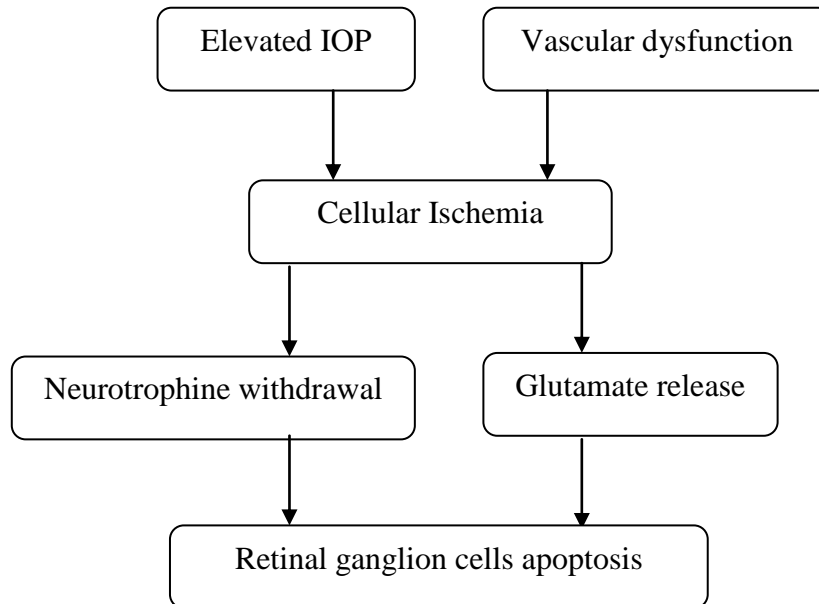 Elevated IOP
Vascular dysfunction
Cellular Ischemia
Neurotrophine withdrawal
Glutamate release
Retinal ganglion cells apoptosis